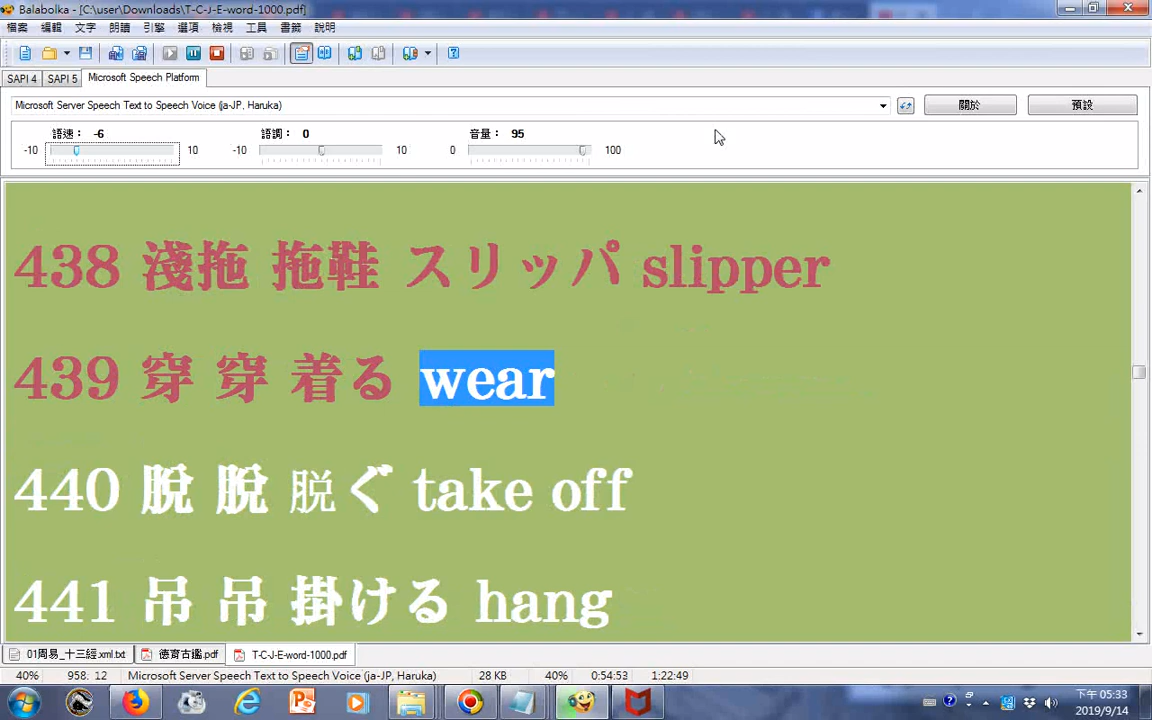 Balabolka - [C:\user\Downloads\T-C-J-E-word-1000.pdf]
檔案 編輯 文字 朗讀 引擎 選項 檢視 工具 書籤 說明
SAPI 4 SAPI 5 Microsoft Speech Platform
Microsoft Server Speech Text to Speech Voice (ja-JP, Haruka) 關於 預設
語速： -6 語調： 0 音量： 95
-10 10 -10 10 0 100
438 淺拖 拖鞋 スリッパ slipper
439 穿 穿 着る wear
440 脫 脫 脱ぐ take off
441 吊 吊 掛ける hang
01周易_十三經.xml.txt 德育古鑑.pdf T-C-J-E-word-1000.pdf
40% 958: 12 Microsoft Server Speech Text to Speech Voice (ja-JP, Haruka) 28 KB 40% 0:54:53 1:22:49
下午 05:33
2019/9/14